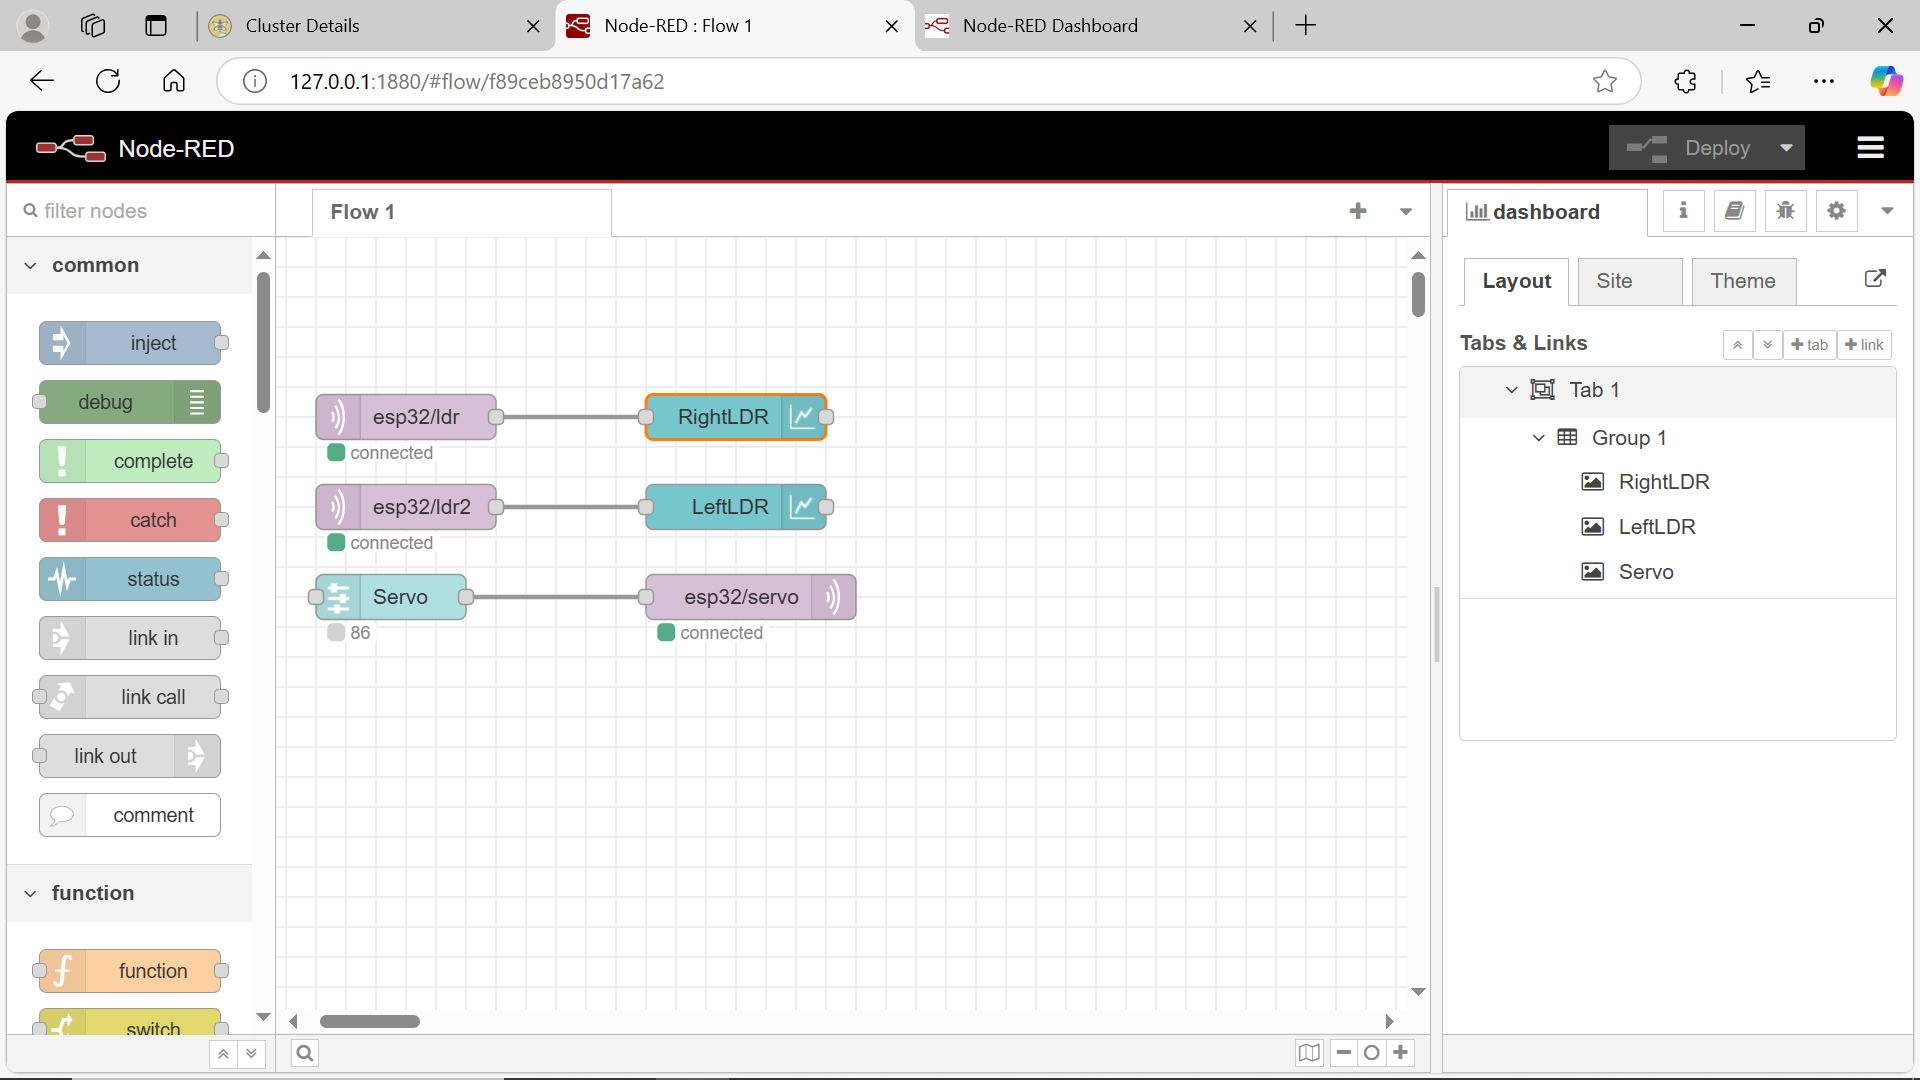 Cluster Details
Node-RED : Flow 1
Node-RED Dashboard
127.0.0.1:1880/#flow/f89ceb8950d17a62
Node-RED
Deploy
filter nodes
Flow 1
dashboard
common
inject
debug
complete
catch
status
link in
link call
link out
comment
function
function
switch
esp32/ldr
connected
RightLDR
esp32/ldr2
connected
LeftLDR
Servo
86
esp32/servo
connected
Layout
Site
Theme
Tabs & Links
tab
link
Tab 1
Group 1
RightLDR
LeftLDR
Servo